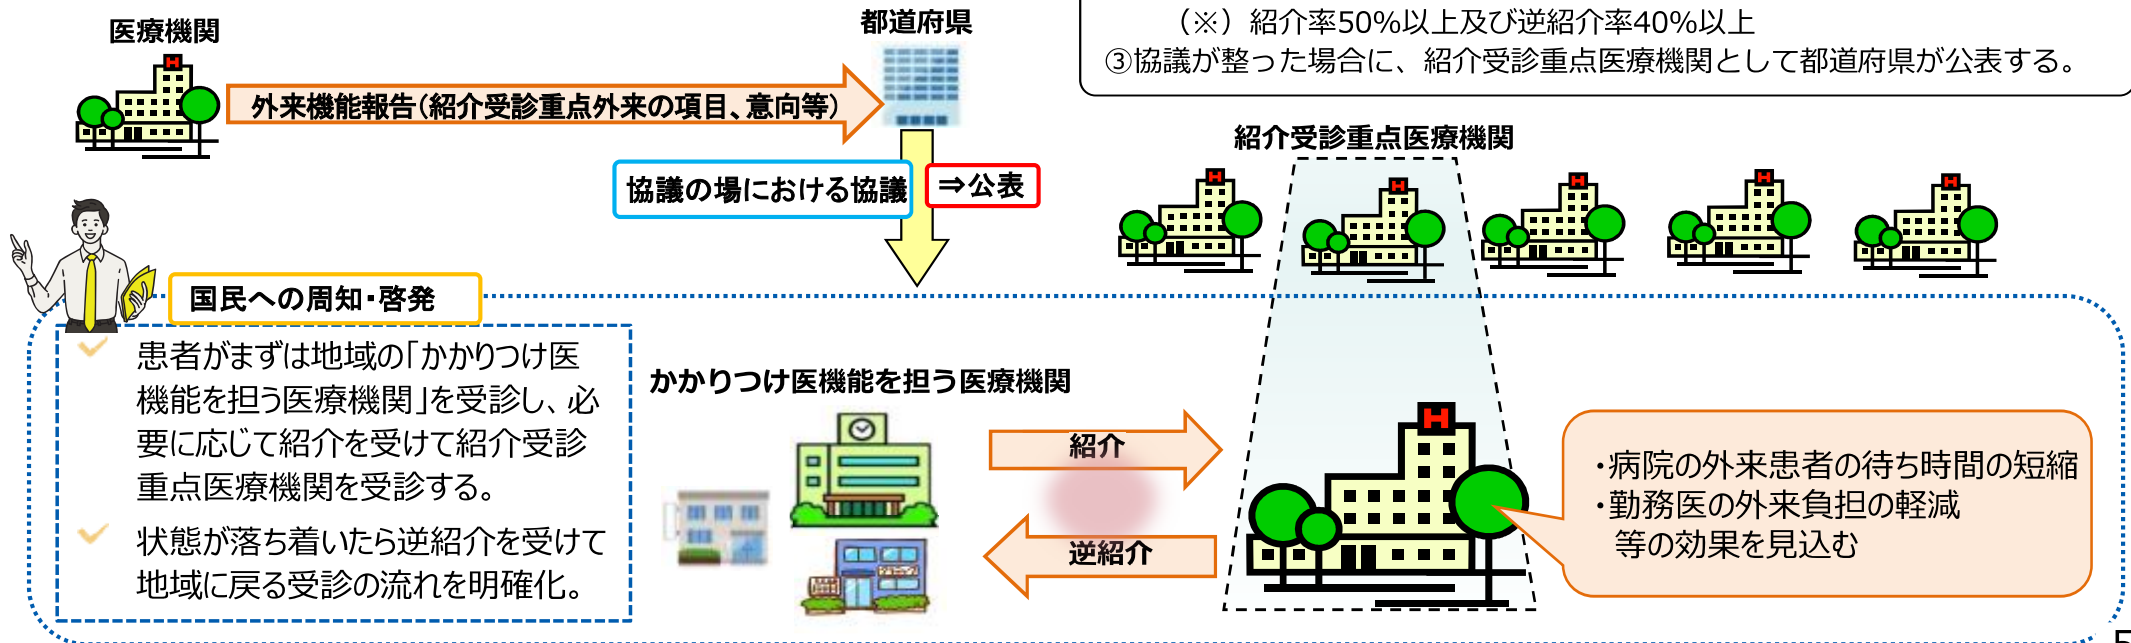 医療機関
都道府県
(※)紹介率50%以上及び逆紹介率40%以上
③協議が整った場合に、紹介受診重点医療機関として都道府県が公表する。
外来機能報告(紹介受診重点外来の項目、意向等)
協議の場における協議
⇒公表
紹介受診重点医療機関
国民への周知・啓発
患者がまずは地域の「かかりつけ医
機能を担う医療機関」を受診し、必
要に応じて紹介を受けて紹介受診
重点医療機関を受診する。
状態が落ち着いたら逆紹介を受けて
地域に戻る受診の流れを明確化。
かかりつけ医機能を担う医療機関
紹介
逆紹介
・病院の外来患者の待ち時間の短縮
・勤務医の外来負担の軽減
等の効果を見込む